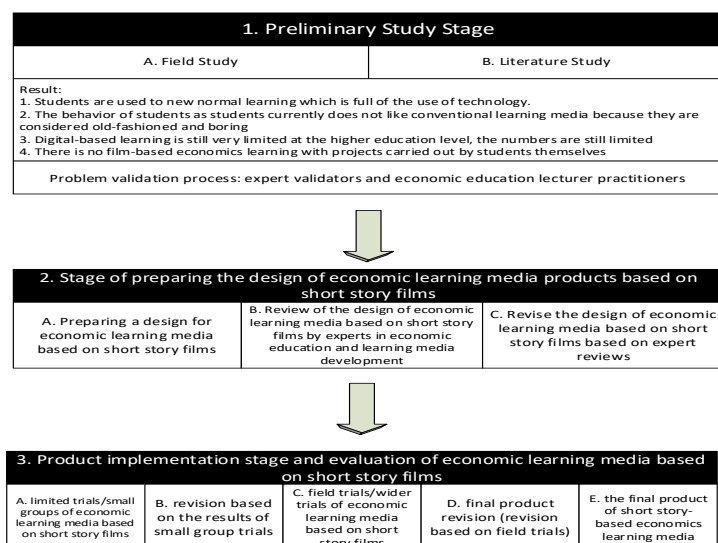 1. Preliminary Study Stage
A. Field Study
B. Literature Study
Result:
1. Students are used to new normal learning which is full of the use of technology.
2. The behavior of students as students currently does not like conventional learning media because they are
considered old-fashioned and boring
3. Digital-based learning is still very limited at the higher education level, the numbers are still limited
4. There is no film-based economics learning with projects carried out by students themselves
Problem validation process: expert validators and economic education lecturer practitioners
2. Stage of preparing the design of economic learning media products based on
short story films
A. Preparing a design for
economic learning media
based on short story films
B. Review of the design of economic
learning media based on short story
films by experts in economic
education and learning media
development
C. Revise the design of economic
learning media based on short
story films based on expert
reviews
3. Product implementation stage and evaluation of economic learning media based
on short story films
A. limited trials/small
groups of economic
learning media based
on short story films
B. revision based
on the results of
small group trials
C. field trials/wider
trials of economic
learning media
based on short
story films
D. final product
revision (revision
based on field trials)
E. the final product
of short story-
based economics
learning media